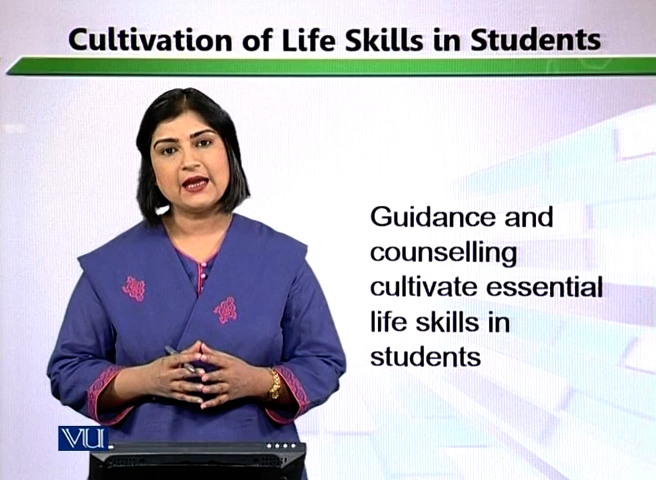 Cultivation of Life Skills in Students
Guidance and
counselling
cultivate essential
life skills in
students
VU